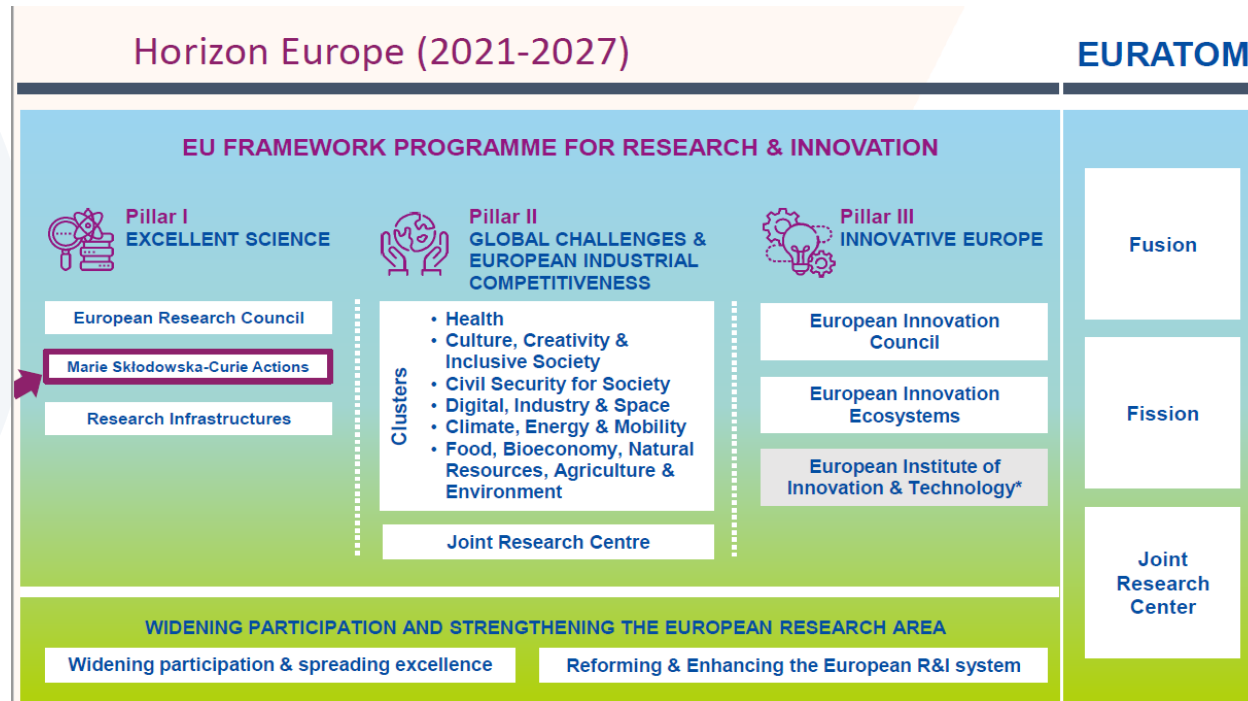 Horizon Europe (2021-2027)
EURATOM
EU FRAMEWORK PROGRAMME FOR RESEARCH & INNOVATION
Pillar I
EXCELLENT SCIENCE
European Research Council
Marie Skłodowska-Curie Actions
Research Infrastructures
Pillar II
GLOBAL CHALLENGES &
EUROPEAN INDUSTRIAL
COMPETITIVENESS
Clusters
• Health
• Culture, Creativity &
Inclusive Society
• Civil Security for Society
• Digital, Industry & Space
• Climate, Energy & Mobility
• Food, Bioeconomy, Natural
Resources, Agriculture &
Environment
Joint Research Centre
Pillar III
INNOVATIVE EUROPE
European Innovation
Council
European Innovation
Ecosystems
European Institute of
Innovation & Technology*
WIDENING PARTICIPATION AND STRENGTHENING THE EUROPEAN RESEARCH AREA
Widening participation & spreading excellence
Reforming & Enhancing the European R&I system
Fusion
Fission
Joint
Research
Center